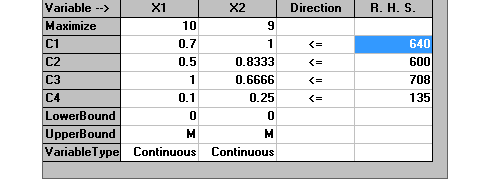 Variable --> X1 X2 Direction R. H. S.
Maximize 10 9
C1 0.7 1 <= 640
C2 0.5 0.8333 <= 600
C3 1 0.6666 <= 708
C4 0.1 0.25 <= 135
LowerBound 0 0
UpperBound M M
VariableType Continuous Continuous